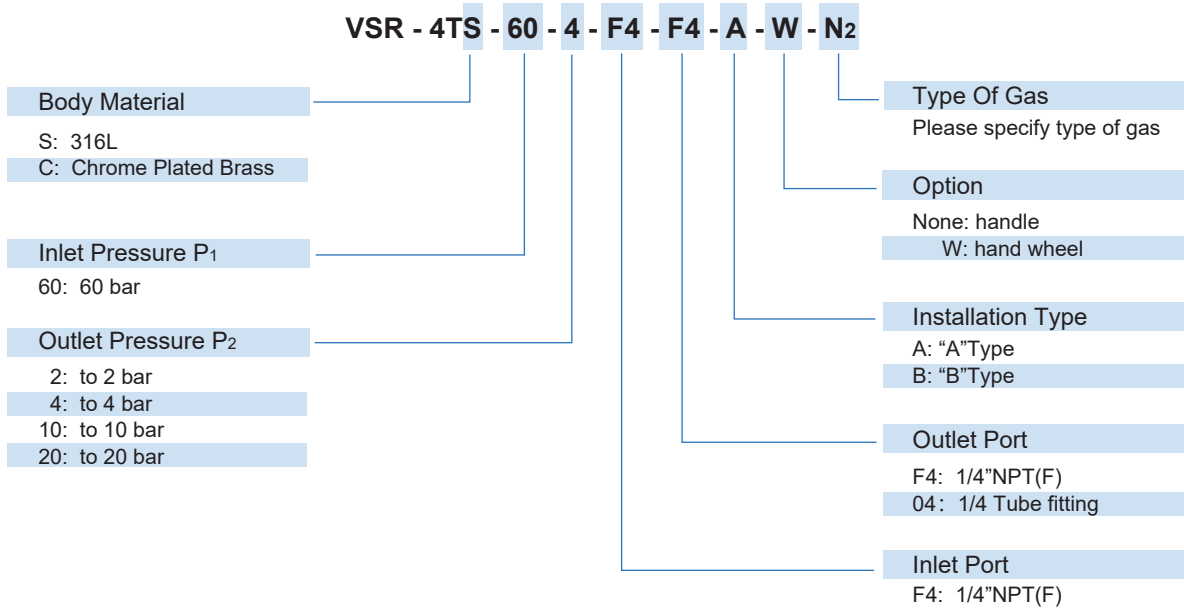 VSR - 4TS - 60 - 4 - F4 - F4 - A - W - N2
Body Material
S: 316L
C: Chrome Plated Brass
Inlet Pressure P1
60: 60 bar
Outlet Pressure P2
2: to 2 bar
4: to 4 bar
10: to 10 bar
20: to 20 bar
Type Of Gas
Please specify type of gas
Option
None: handle
W: hand wheel
Installation Type
A: “A”Type
B: “B”Type
Outlet Port
F4: 1/4”NPT(F)
04: 1/4 Tube fitting
Inlet Port
F4: 1/4”NPT(F)